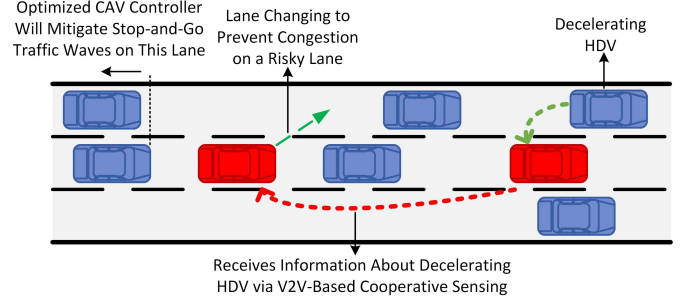 Optimized CAV Controller
Will Mitigate Stop-and-Go
Traffic Waves on This Lane
Lane Changing to
Prevent Congestion
on a Risky Lane
Decelerating
HDV
Receives Information About Decelerating
HDV via V2V-Based Cooperative Sensing